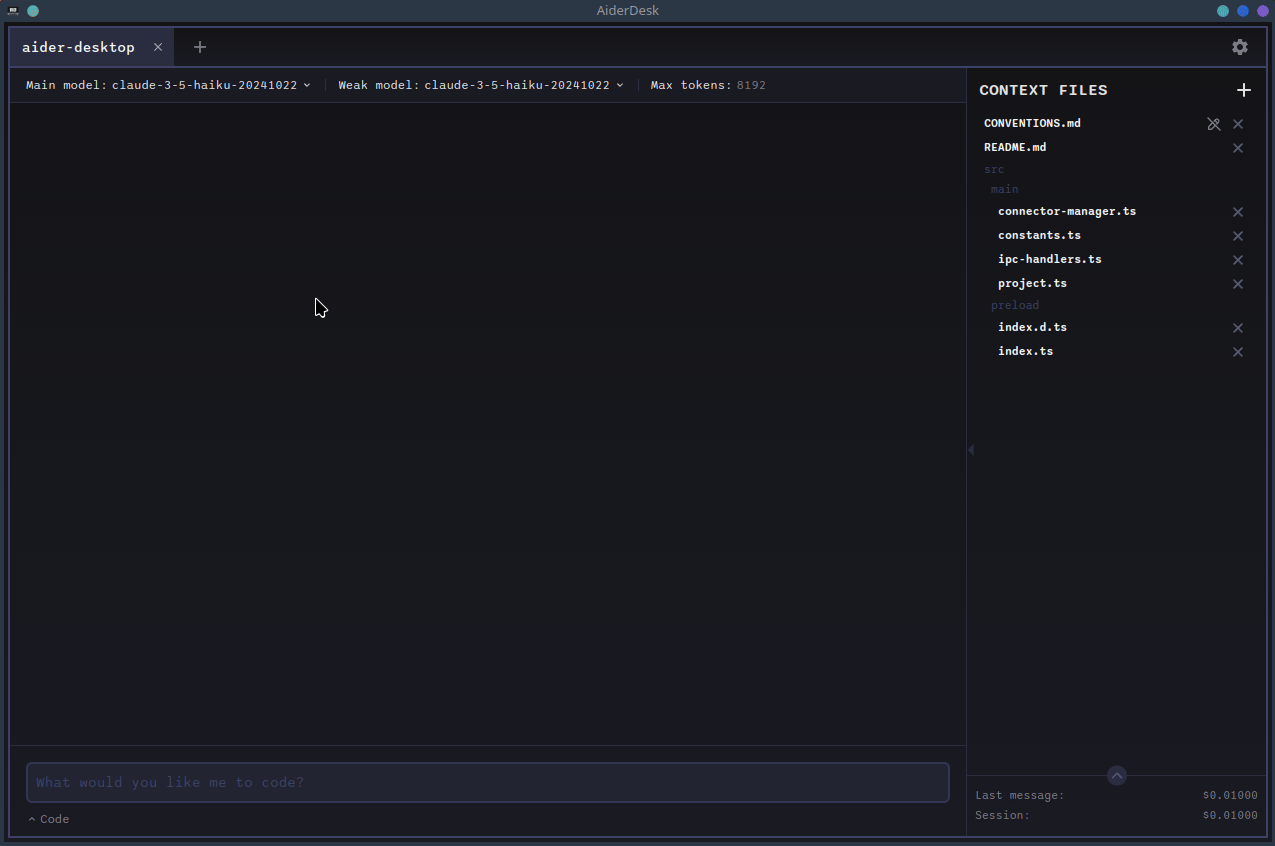 AiderDesk
aider-desktop
Main model: claude-3-5-haiku-20241022 Weak model: claude-3-5-haiku-20241022 Max tokens: 8192
CONTEXT FILES
CONVENTIONS.md
README.md
src
main
connector-manager.ts
constants.ts
ipc-handlers.ts
project.ts
preload
index.d.ts
index.ts
What would you like me to code?
Code
Last message: $0.01000
Session: $0.01000